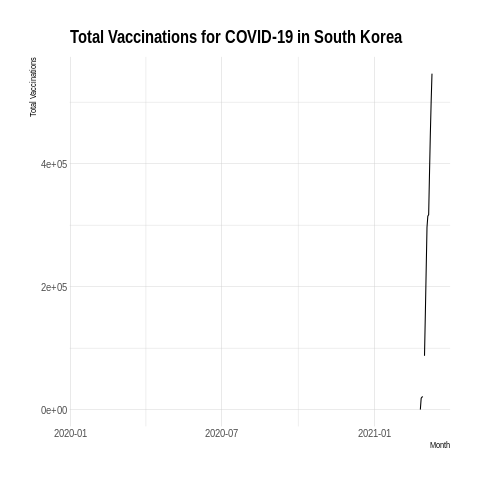 Total Vaccinations for COVID-19 in South Korea
Total Vaccinations
4e+05
2e+05
0e+00
2020-01 2020-07 2021-01
Month